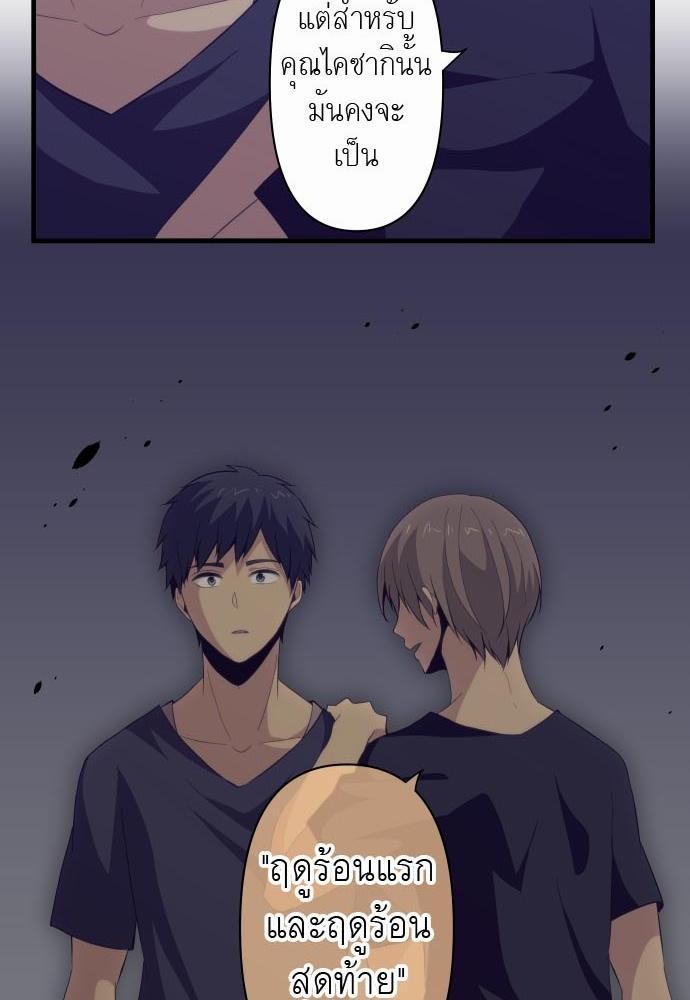 แต่สำหรับ
คุณไคซากินั้น
มันคงจะ
เป็น
"ฤดูร้อนแรก
และฤดูร้อน
สุดท้าย"